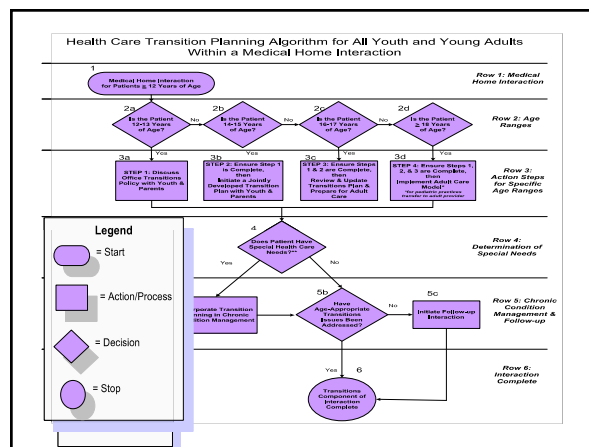 Health Care Transition Planning Algorithm for All Youth and Young Adults
Within a Medical Home Interaction
1
Medical Home Interaction
for Patients ≥ 12 Years of Age
Row 1: Medical
Home Interaction
2a
Is the Patient
12-13 Years
of Age?
No
2b
Is the Patient
14-15 Years
of Age?
No
2c
Is the Patient
16-17 Years
of Age?
No
2d
Is the Patient
≥ 18 Years
of Age?
Row 2: Age
Ranges
Yes
Yes
Yes
Yes
3a
STEP 1: Discuss
Office Transitions
Policy with Youth &
Parents
3b
STEP 2: Ensure Step 1
is Complete,
then
Initiate a Jointly
Developed Transition
Plan with Youth &
Parents
3c
STEP 3: Ensure Steps
1 & 2 are Complete,
then
Review & Update
Transitions Plan &
Prepare for Adult
Care
3d
STEP 4: Ensure Steps 1,
2, & 3 are Complete,
then
Implement Adult Care
Model*
*for pediatric practices
transfer to adult provider
Row 3:
Action Steps
for Specific
Age Ranges
4
Does Patient Have
Special Health Care
Needs?**
Yes
No
Row 4:
Determination of
Special Needs
rporate Transition
nning in Chronic
dition Management
5b
Have
Age-Appropriate
Transitions
Issues Been
Addressed?
No
5c
Initiate Follow-up
Interaction
Row 5: Chronic
Condition
Management &
Follow-up
Yes
6
Transitions
Component of
Interaction
Complete
Row 6:
Interaction
Complete
Legend
= Start
= Action/Process
= Decision
= Stop